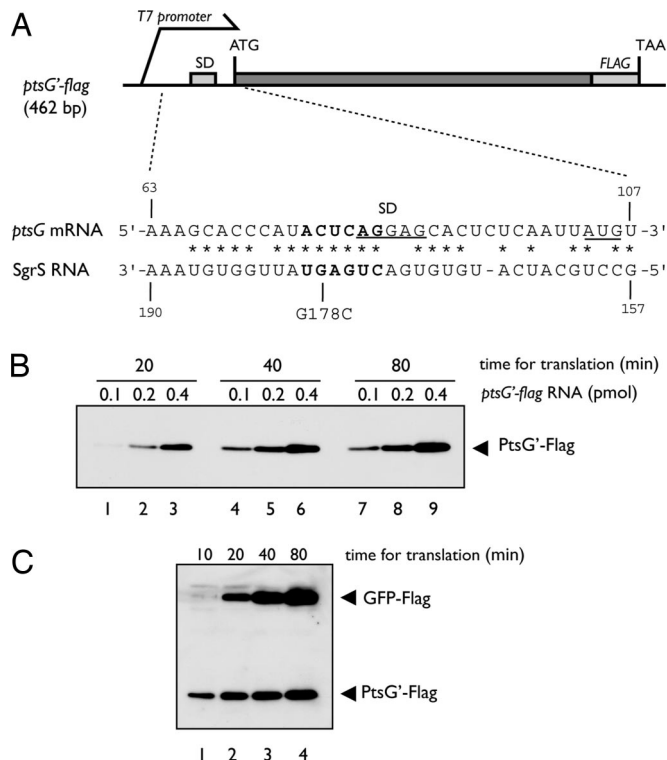 A
T7 promoter
ATG
TAA
SD
FLAG
ptsG'-flag
(462 bp)
63
107
SD
ptsG mRNA 5'-AAAGCACCCAUACUCAGGAGCACUCUCAAUUAUGU-3'
SgrS RNA 3'-AAAUGUGGUUAUGAGUCAGUGUGU-ACUACGUCCG-5'
190
G178C
157
B
20 40 80 time for translation (min)
0.1 0.2 0.4 0.1 0.2 0.4 0.1 0.2 0.4 ptsG'-flag RNA (pmol)
PtsG'-Flag
1 2 3 4 5 6 7 8 9
C
10 20 40 80 time for translation (min)
GFP-Flag
PtsG'-Flag
1 2 3 4